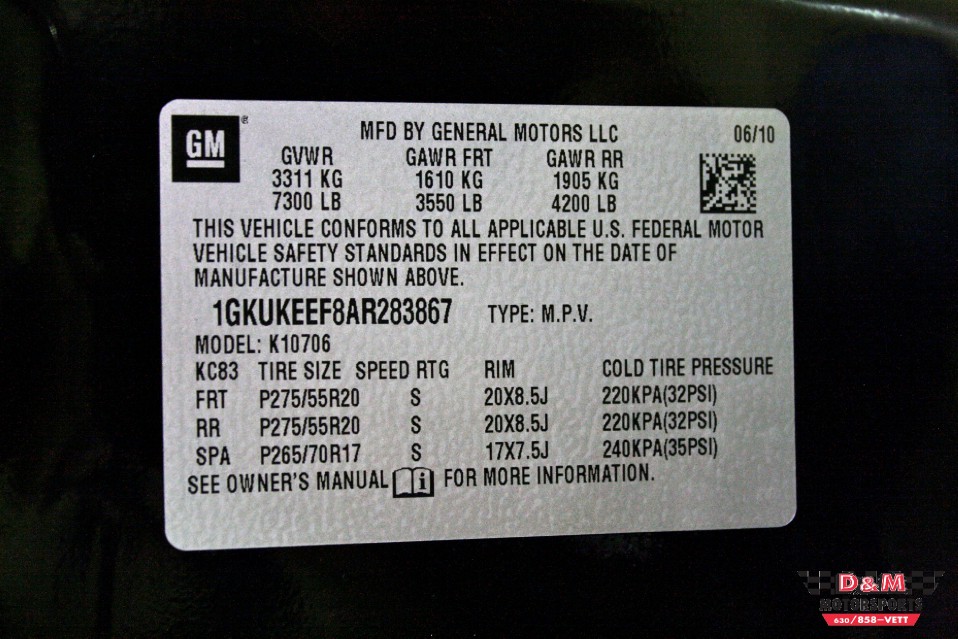 GM®
MFD BY GENERAL MOTORS LLC 06/10
GVWR GAWR FRT GAWR RR
3311 KG 1610 KG 1905 KG
7300 LB 3550 LB 4200 LB
THIS VEHICLE CONFORMS TO ALL APPLICABLE U.S. FEDERAL MOTOR
VEHICLE SAFETY STANDARDS IN EFFECT ON THE DATE OF
MANUFACTURE SHOWN ABOVE.
1GKUKEEF8AR283867 TYPE: M.P.V.
MODEL: K10706
KC83 TIRE SIZE SPEED RTG RIM COLD TIRE PRESSURE
FRT P275/55R20 S 20X8.5J 220KPA(32PSI)
RR P275/55R20 S 20X8.5J 220KPA(32PSI)
SPA P265/70R17 S 17X7.5J 240KPA(35PSI)
SEE OWNER'S MANUAL FOR MORE INFORMATION.
D&M
MOTORSPORTS
630/858-VETT